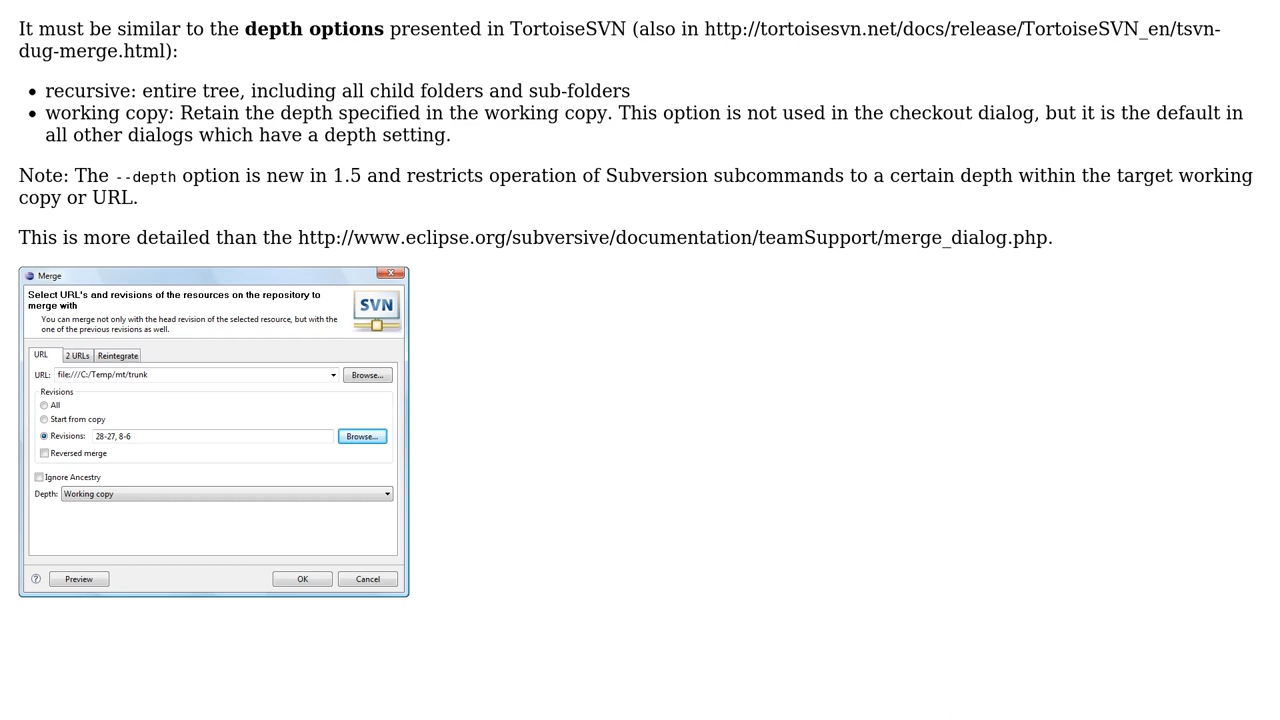 It must be similar to the depth options presented in TortoiseSVN (also in http://tortoisesvn.net/docs/release/TortoiseSVN_en/tsvn-
dug-merge.html):
• recursive: entire tree, including all child folders and sub-folders
• working copy: Retain the depth specified in the working copy. This option is not used in the checkout dialog, but it is the default in
all other dialogs which have a depth setting.
Note: The --depth option is new in 1.5 and restricts operation of Subversion subcommands to a certain depth within the target working
copy or URL.
This is more detailed than the http://www.eclipse.org/subversive/documentation/teamSupport/merge_dialog.php.
Merge
Select URL's and revisions of the resources on the repository to
merge with
SVN
You can merge not only with the head revision of the selected resource, but with the
one of the previous revisions as well.
URL 2 URLs Reintegrate
URL: file:///C:/Temp/mt/trunk Browse...
Revisions
All
Start from copy
Revisions: 28-27, 8-6 Browse...
Reversed merge
Ignore Ancestry
Depth: Working copy
? Preview OK Cancel